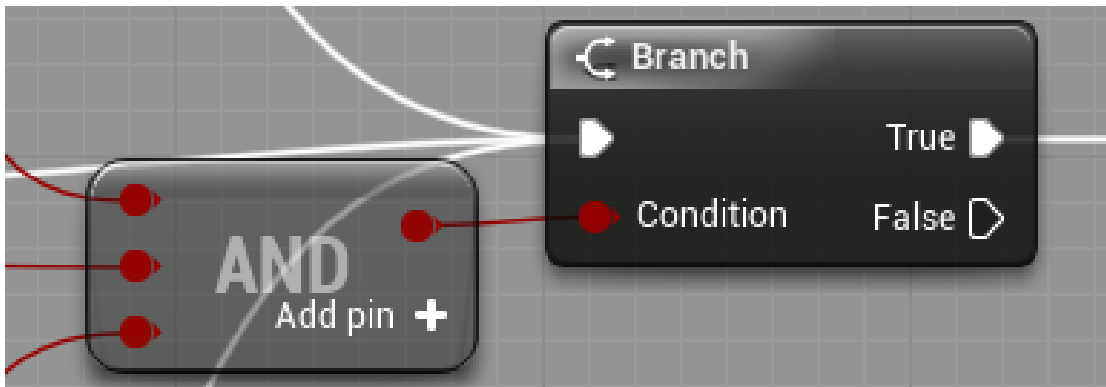 Branch
True
Condition
False
AND
Add pin